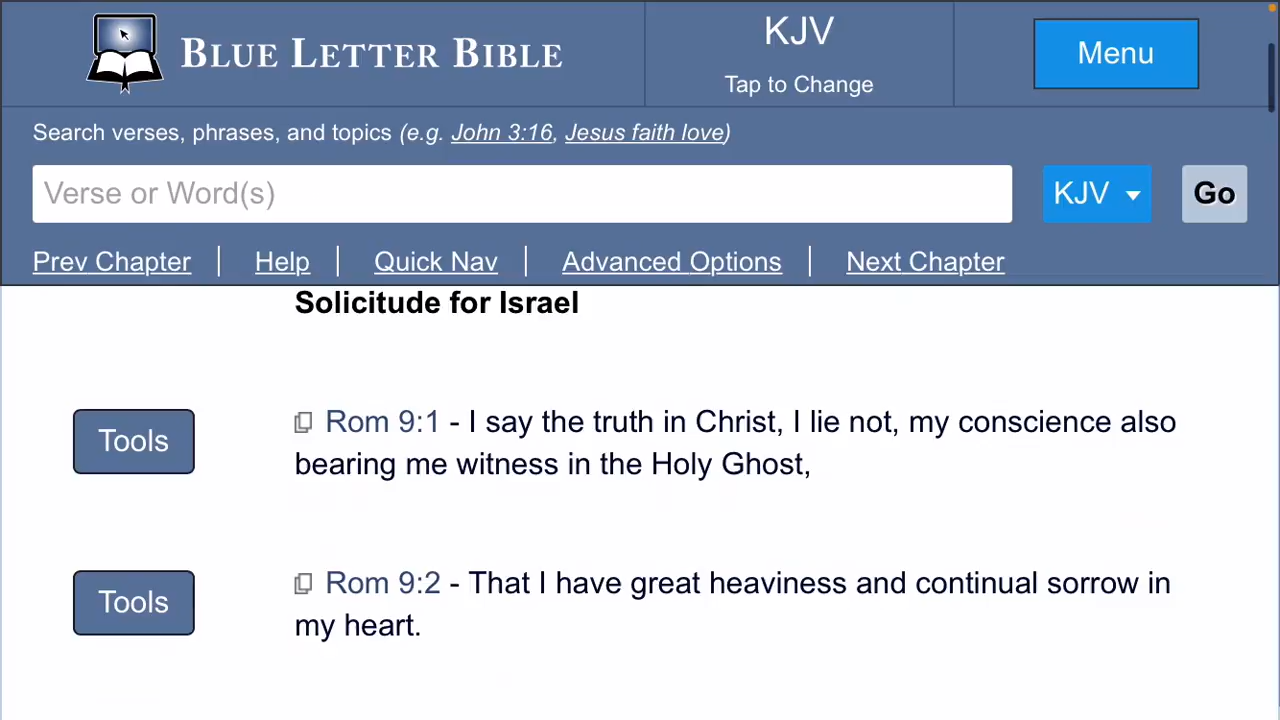 BLUE LETTER BIBLE
KJV
Tap to Change
Menu
Search verses, phrases, and topics (e.g. John 3:16, Jesus faith love)
Verse or Word(s)
KJV
Go
Prev Chapter
Help
Quick Nav
Advanced Options
Next Chapter
Solicitude for Israel
Tools
Rom 9:1 - I say the truth in Christ, I lie not, my conscience also
bearing me witness in the Holy Ghost,
Tools
Rom 9:2 - That I have great heaviness and continual sorrow in
my heart.